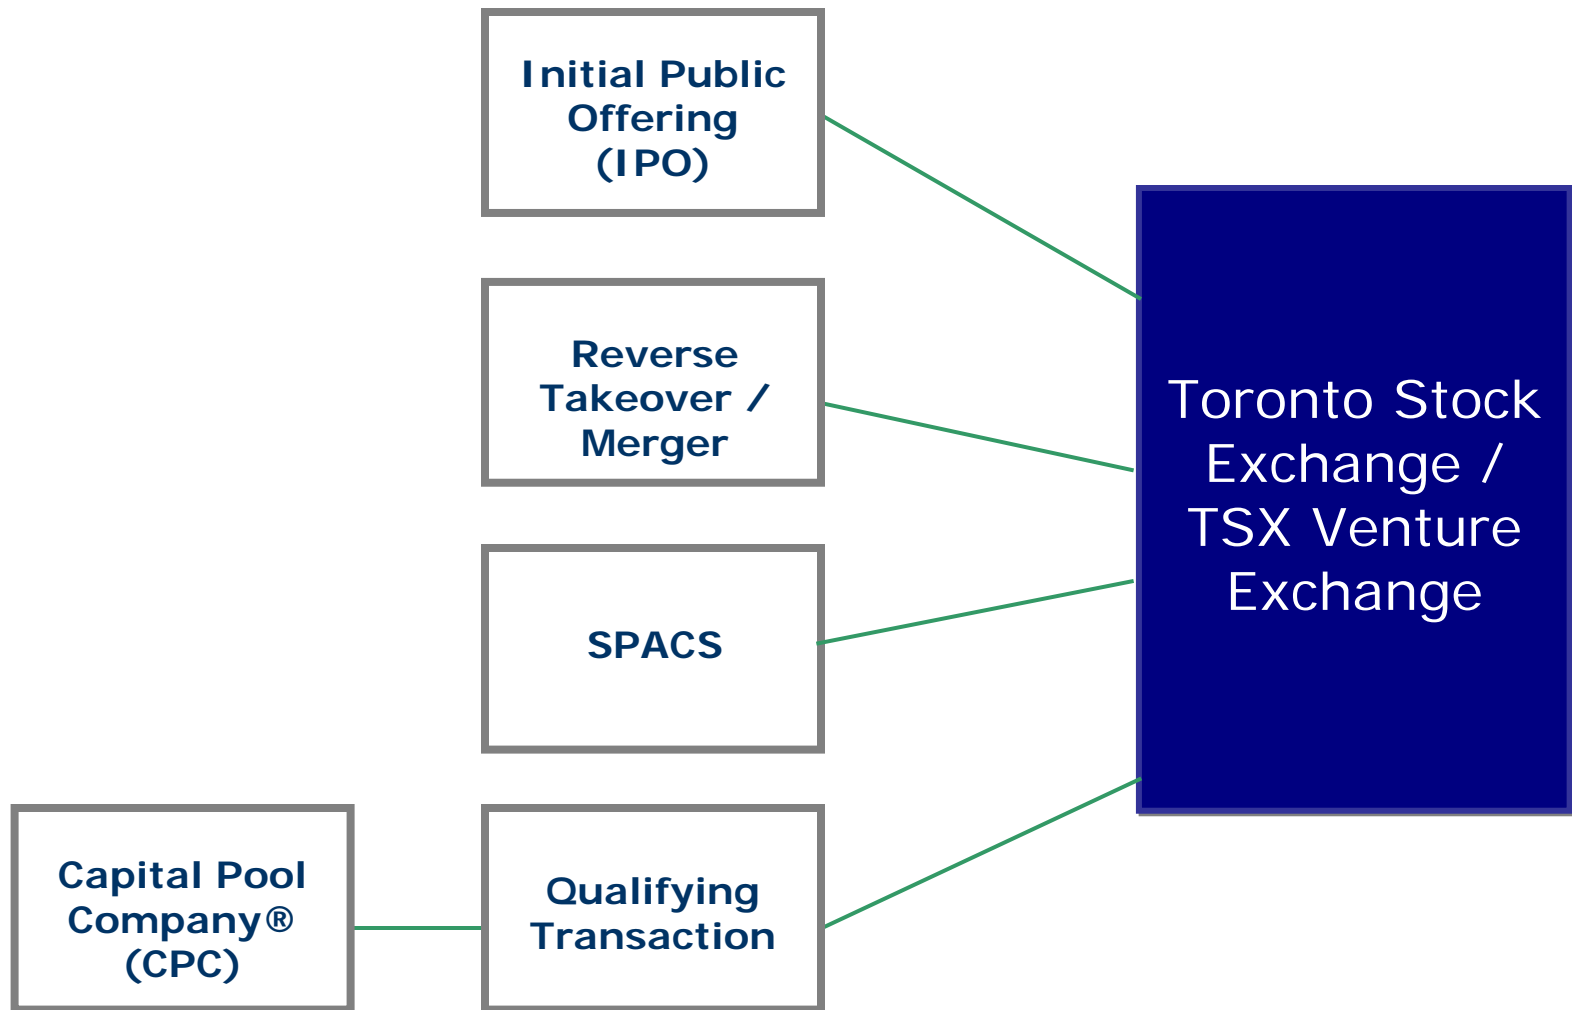 Initial Public
Offering
(IPO)
Reverse
Takeover /
Merger
SPACS
Capital Pool
Company®
(CPC)
Qualifying
Transaction
Toronto Stock
Exchange /
TSX Venture
Exchange